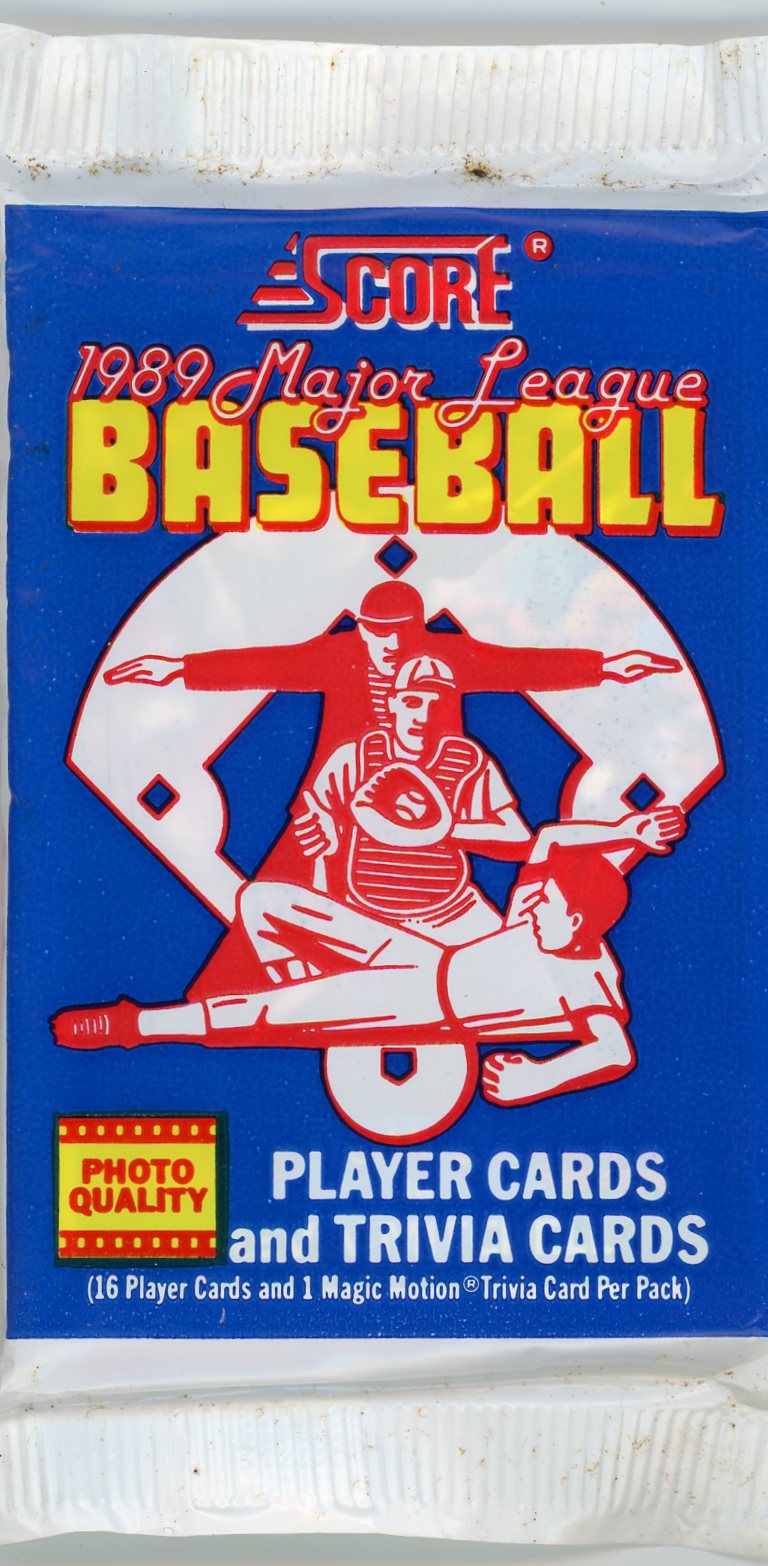 SCORE®
1989 Major League
BASEBALL
PHOTO
QUALITY
PLAYER CARDS
and TRIVIA CARDS
(16 Player Cards and 1 Magic Motion® Trivia Card Per Pack)